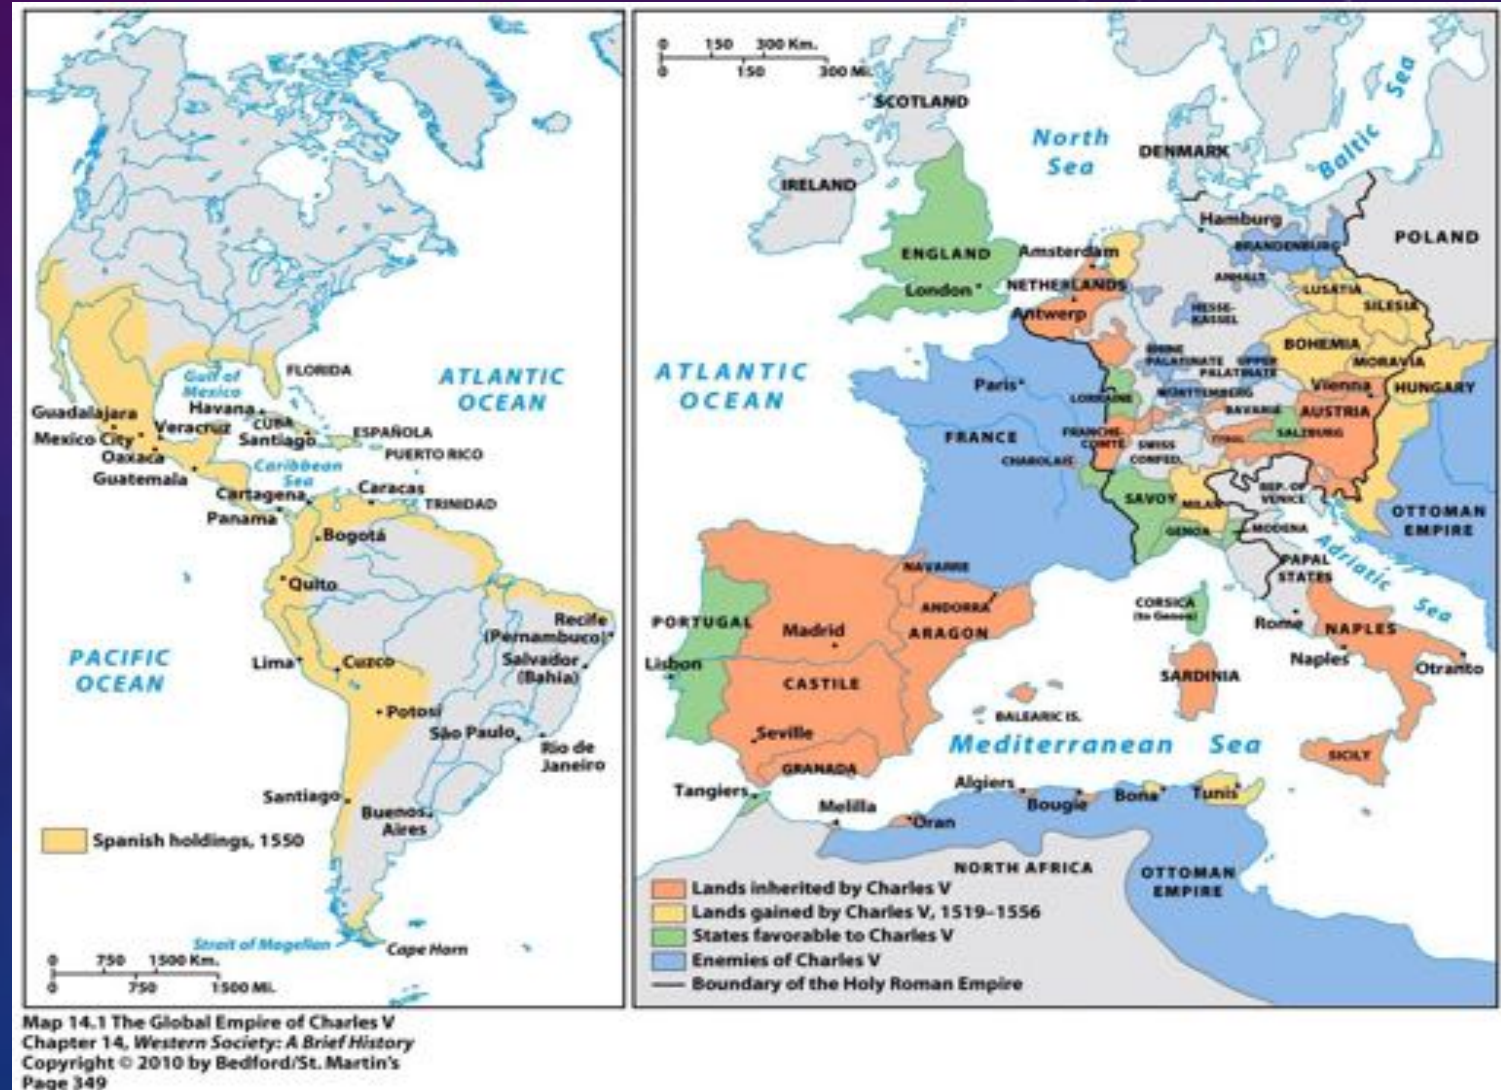 FLORIDA
Gulf of
Mexico
Havana
CUBA
Santiago
ATLANTIC
OCEAN
Guadalajara
Mexico City
Veracruz
Oaxaca
Guatemala
ESPAÑOLA
PUERTO RICO
Caribbean
Sea
Cartagena
Caracas
TRINIDAD
Panama
Bogotá
Quito
Recife
(Pernambuco)
PACIFIC
OCEAN
Lima
Cuzco
Salvador
(Bahia)
Potosí
São Paulo
Rio de
Janeiro
Santiago
Buenos
Aires
Spanish holdings, 1550
Strait of Magellan
Cape Horn
0 750 1500 Km.
0 750 1500 Mi.
0 150 300 Km.
0 150 300 Mi.
SCOTLAND
North
Sea
Baltic Sea
DENMARK
IRELAND
Hamburg
POLAND
BRANDENBURG
ENGLAND
Amsterdam
ANHALT
London
NETHERLANDS
LUSATIA
SILESIA
Antwerp
HESSE-
KASSEL
BOHEMIA
RHINE
PALATINATE
UPPER
PALATINATE
MORAVIA
ATLANTIC
OCEAN
Paris
LORRAINE
WÜRTTEMBERG
Vienna
HUNGARY
BAVARIA
AUSTRIA
FRANCE
FRANCHE-
COMTÉ
SWISS
CONFED.
TYROL
SALZBURG
CHAROLAIS
SAVOY
MILAN
REP. OF
VENICE
OTTOMAN
EMPIRE
GENOA
MODENA
Adriatic Sea
PAPAL
STATES
NAVARRE
ANDORRA
CORSICA
(to Genoa)
PORTUGAL
Madrid
ARAGON
Rome
NAPLES
Lisbon
Naples
Otranto
CASTILE
SARDINIA
BALEARIC IS.
Seville
Mediterranean Sea
SICILY
GRANADA
Tangiers
Algiers
Melilla
Bougie
Bona
Tunis
Oran
NORTH AFRICA
OTTOMAN
EMPIRE
Lands inherited by Charles V
Lands gained by Charles V, 1519–1556
States favorable to Charles V
Enemies of Charles V
Boundary of the Holy Roman Empire
Map 14.1 The Global Empire of Charles V
Chapter 14, Western Society: A Brief History
Copyright © 2010 by Bedford/St. Martin's
Page 349